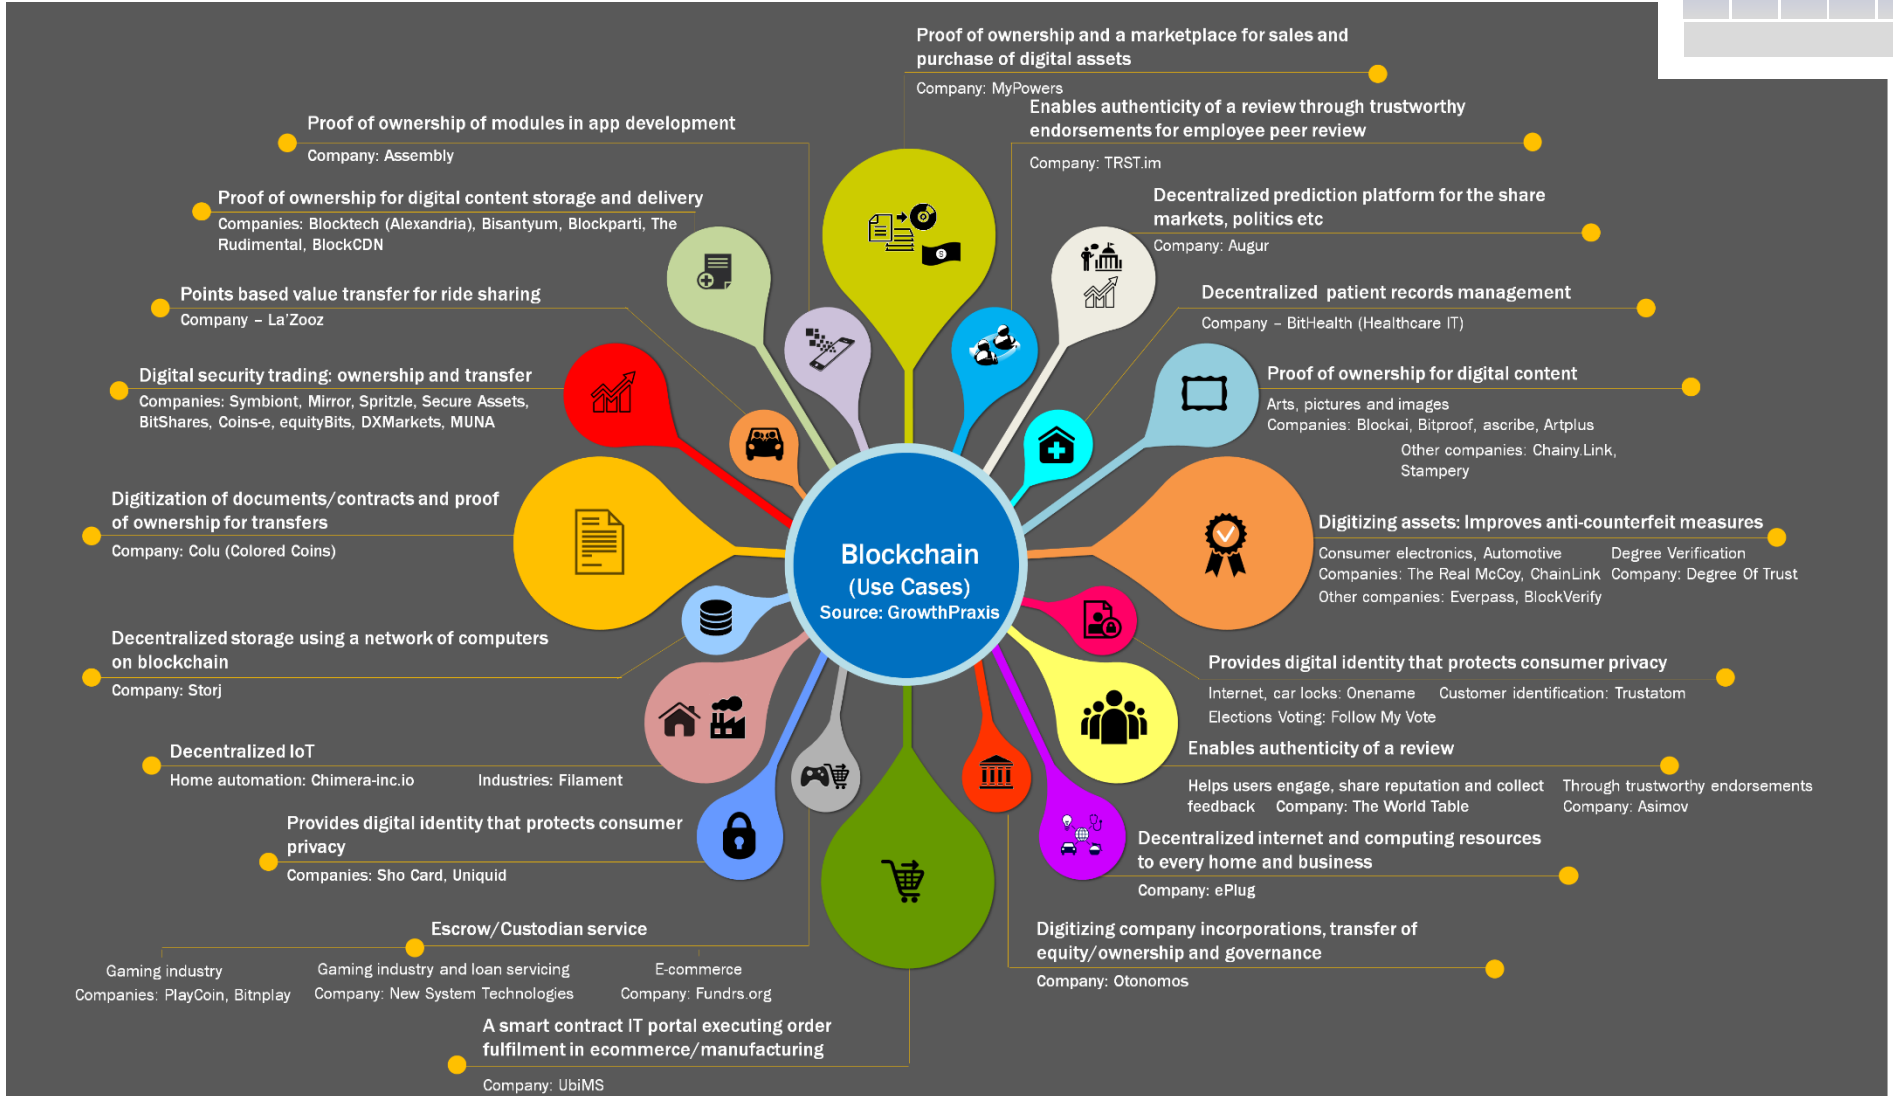 Proof of ownership and a marketplace for sales and
purchase of digital assets
Company: MyPowers
Enables authenticity of a review through trustworthy
endorsements for employee peer review
Company: TRST.im
Decentralized prediction platform for the share
markets, politics etc
Company: Augur
Decentralized patient records management
Company – BitHealth (Healthcare IT)
Proof of ownership for digital content
Arts, pictures and images
Companies: Blockai, Bitproof, ascribe, Artplus
Other companies: Chainy.Link,
Stampery
Digitizing assets: Improves anti-counterfeit measures
Consumer electronics, Automotive
Companies: The Real McCoy, ChainLink
Other companies: Everpass, BlockVerify
Degree Verification
Company: Degree Of Trust
Provides digital identity that protects consumer privacy
Internet, car locks: Onename
Customer identification: Trustatom
Elections Voting: Follow My Vote
Enables authenticity of a review
Helps users engage, share reputation and collect
feedback Company: The World Table
Through trustworthy endorsements
Company: Asimov
Decentralized internet and computing resources
to every home and business
Company: ePlug
Digitizing company incorporations, transfer of
equity/ownership and governance
Company: Otonomos
Proof of ownership of modules in app development
Company: Assembly
Proof of ownership for digital content storage and delivery
Companies: Blocktech (Alexandria), Bisantyum, Blockparti, The
Rudimental, BlockCDN
Points based value transfer for ride sharing
Company – La'Zooz
Digital security trading: ownership and transfer
Companies: Symbiont, Mirror, Spritzle, Secure Assets,
BitShares, Coins-e, equityBits, DXMarkets, MUNA
Digitization of documents/contracts and proof
of ownership for transfers
Company: Colu (Colored Coins)
Blockchain
(Use Cases)
Source: GrowthPraxis
Decentralized storage using a network of computers
on blockchain
Company: Storj
Decentralized IoT
Home automation: Chimera-inc.io
Industries: Filament
Provides digital identity that protects consumer
privacy
Companies: Sho Card, Uniquid
Escrow/Custodian service
Gaming industry
Companies: PlayCoin, Bitnplay
Gaming industry and loan servicing
Company: New System Technologies
E-commerce
Company: Fundrs.org
A smart contract IT portal executing order
fulfilment in ecommerce/manufacturing
Company: UbiMS